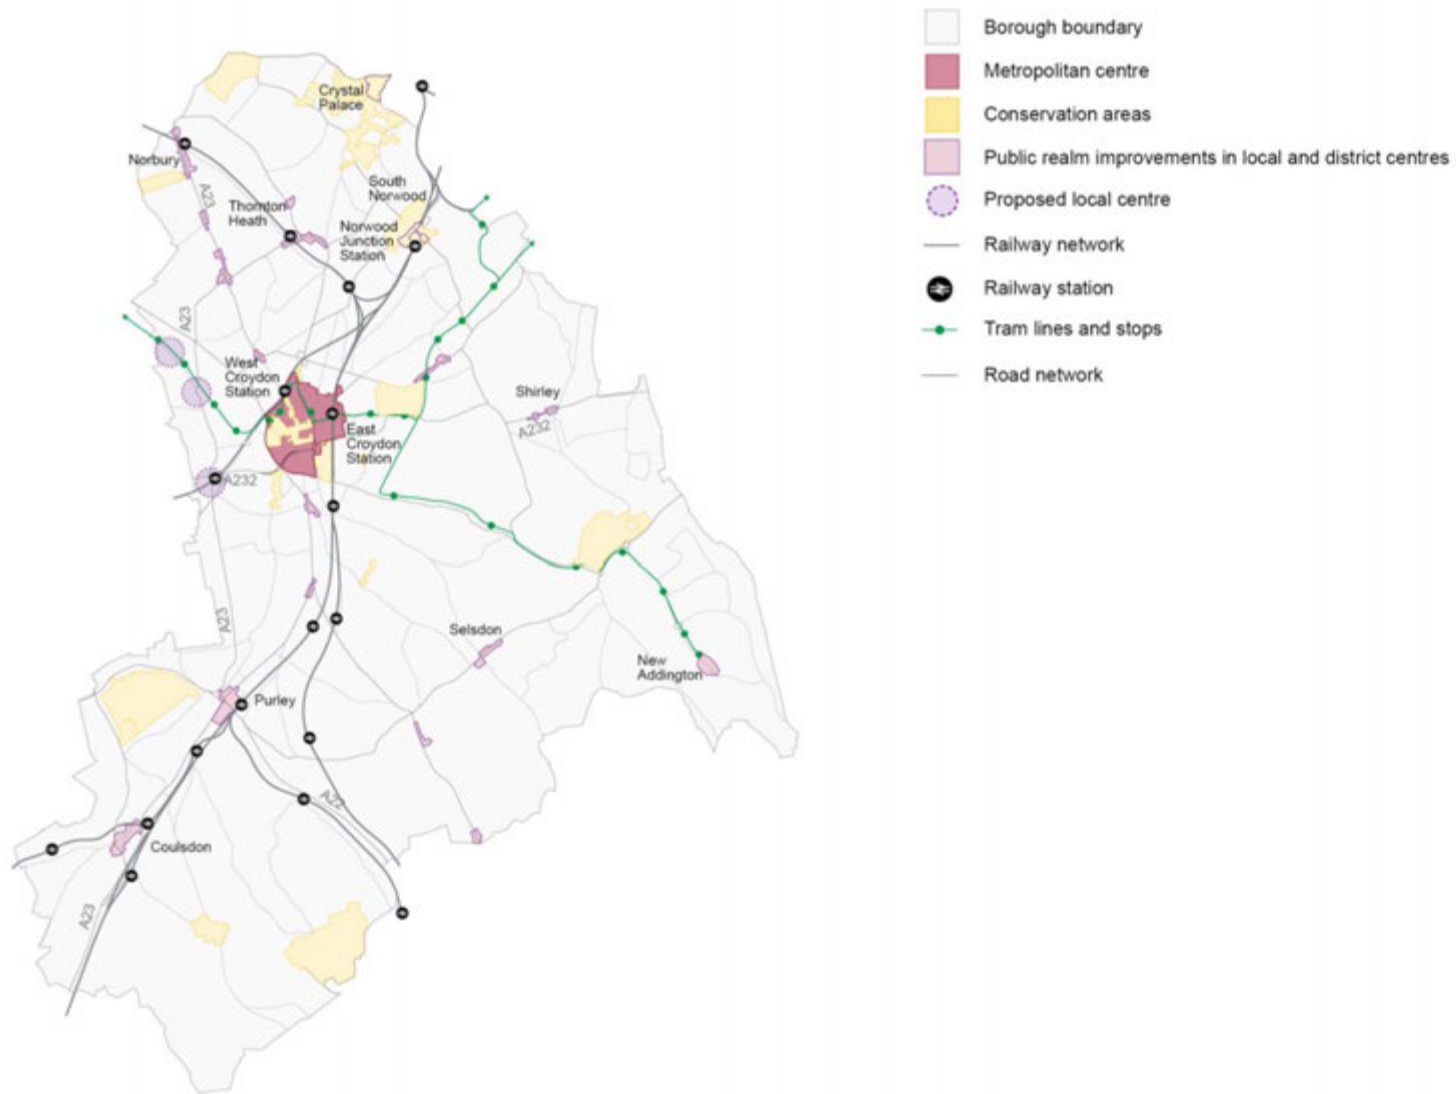 Borough boundary
Metropolitan centre
Conservation areas
Public realm improvements in local and district centres
Proposed local centre
Railway network
Railway station
Tram lines and stops
Road network
Crystal
Palace
Norbury
A23
South
Norwood
Thornton
Heath
Norwood
Junction
Station
A23
West
Croydon
Station
Shirley
A232
East
Croydon
Station
A232
A23
Selsdon
New
Addington
Purley
A22
Coulsdon
A23